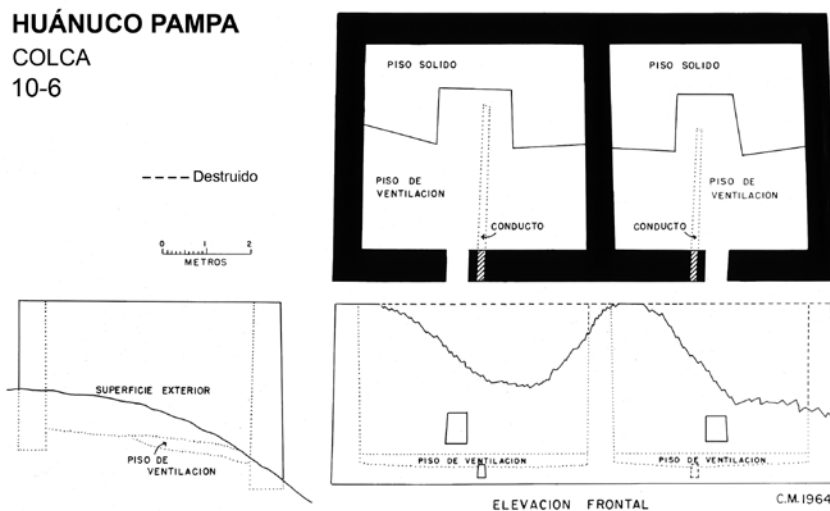 HUÁNUCO PAMPA
COLCA
10-6
Destruido
0 1 2
METROS
PISO SOLIDO
PISO SOLIDO
PISO DE
VENTILACION
PISO DE
VENTILACION
CONDUCTO
CONDUCTO
SUPERFICIE EXTERIOR
PISO DE
VENTILACION
PISO DE VENTILACION
PISO DE VENTILACION
ELEVACION FRONTAL
C.M.1964